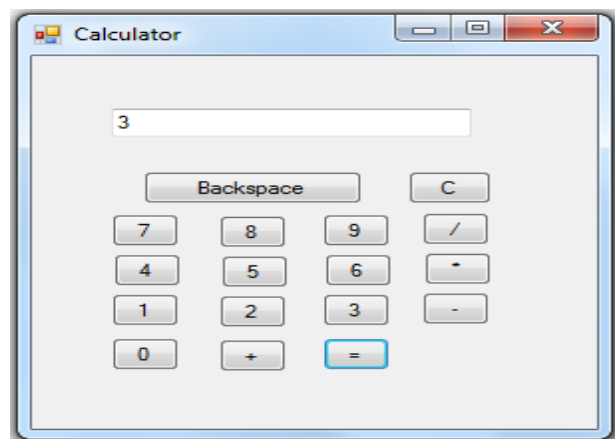 Calculator
3
Backspace C
7 8 9 /
4 5 6 *
1 2 3 -
0 + =